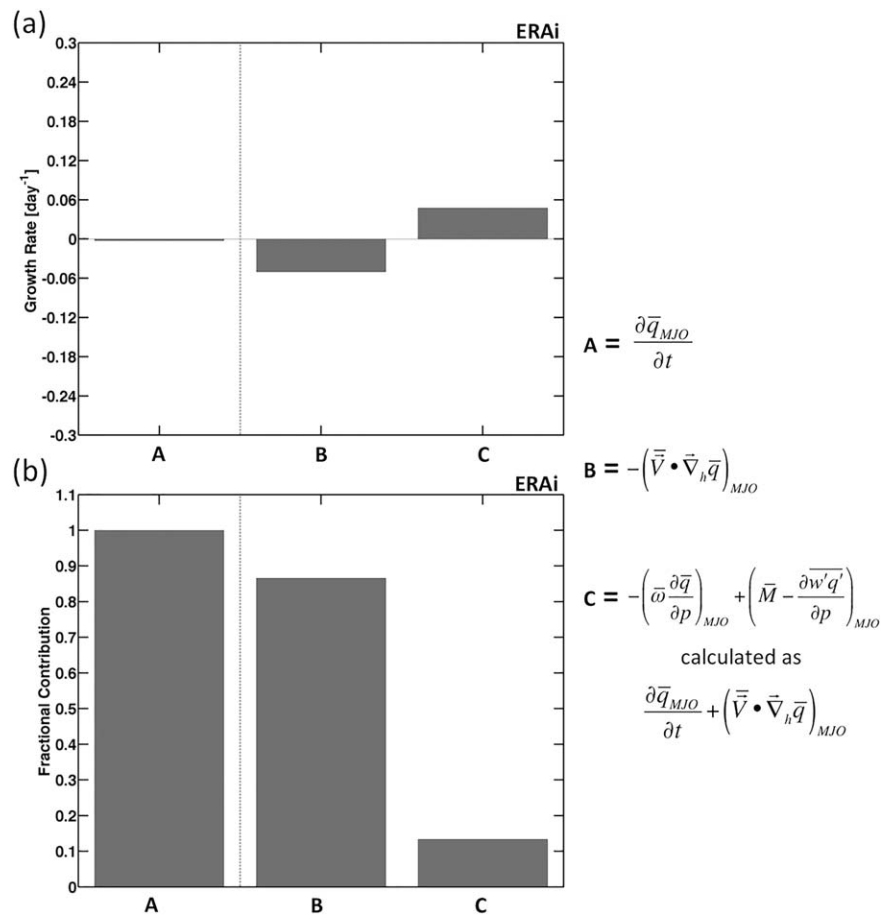 (a)
ERAi
0.3
0.24
0.18
0.12
0.06
0
-0.06
-0.12
-0.18
-0.24
-0.3
Growth Rate [day⁻¹]
A B C
(b)
ERAi
1.1
1
0.9
0.8
0.7
0.6
0.5
0.4
0.3
0.2
0.1
0
Fractional Contribution
A B C
A = ∂q̄_MJO / ∂t
B = −(V̄⃗ • ∇⃗_h q̄)_MJO
C = −(ω̄ ∂q̄/∂p)_MJO + (M̄ − ∂w'q'̅/∂p)_MJO
calculated as
∂q̄_MJO/∂t + (V̄⃗ • ∇⃗_h q̄)_MJO